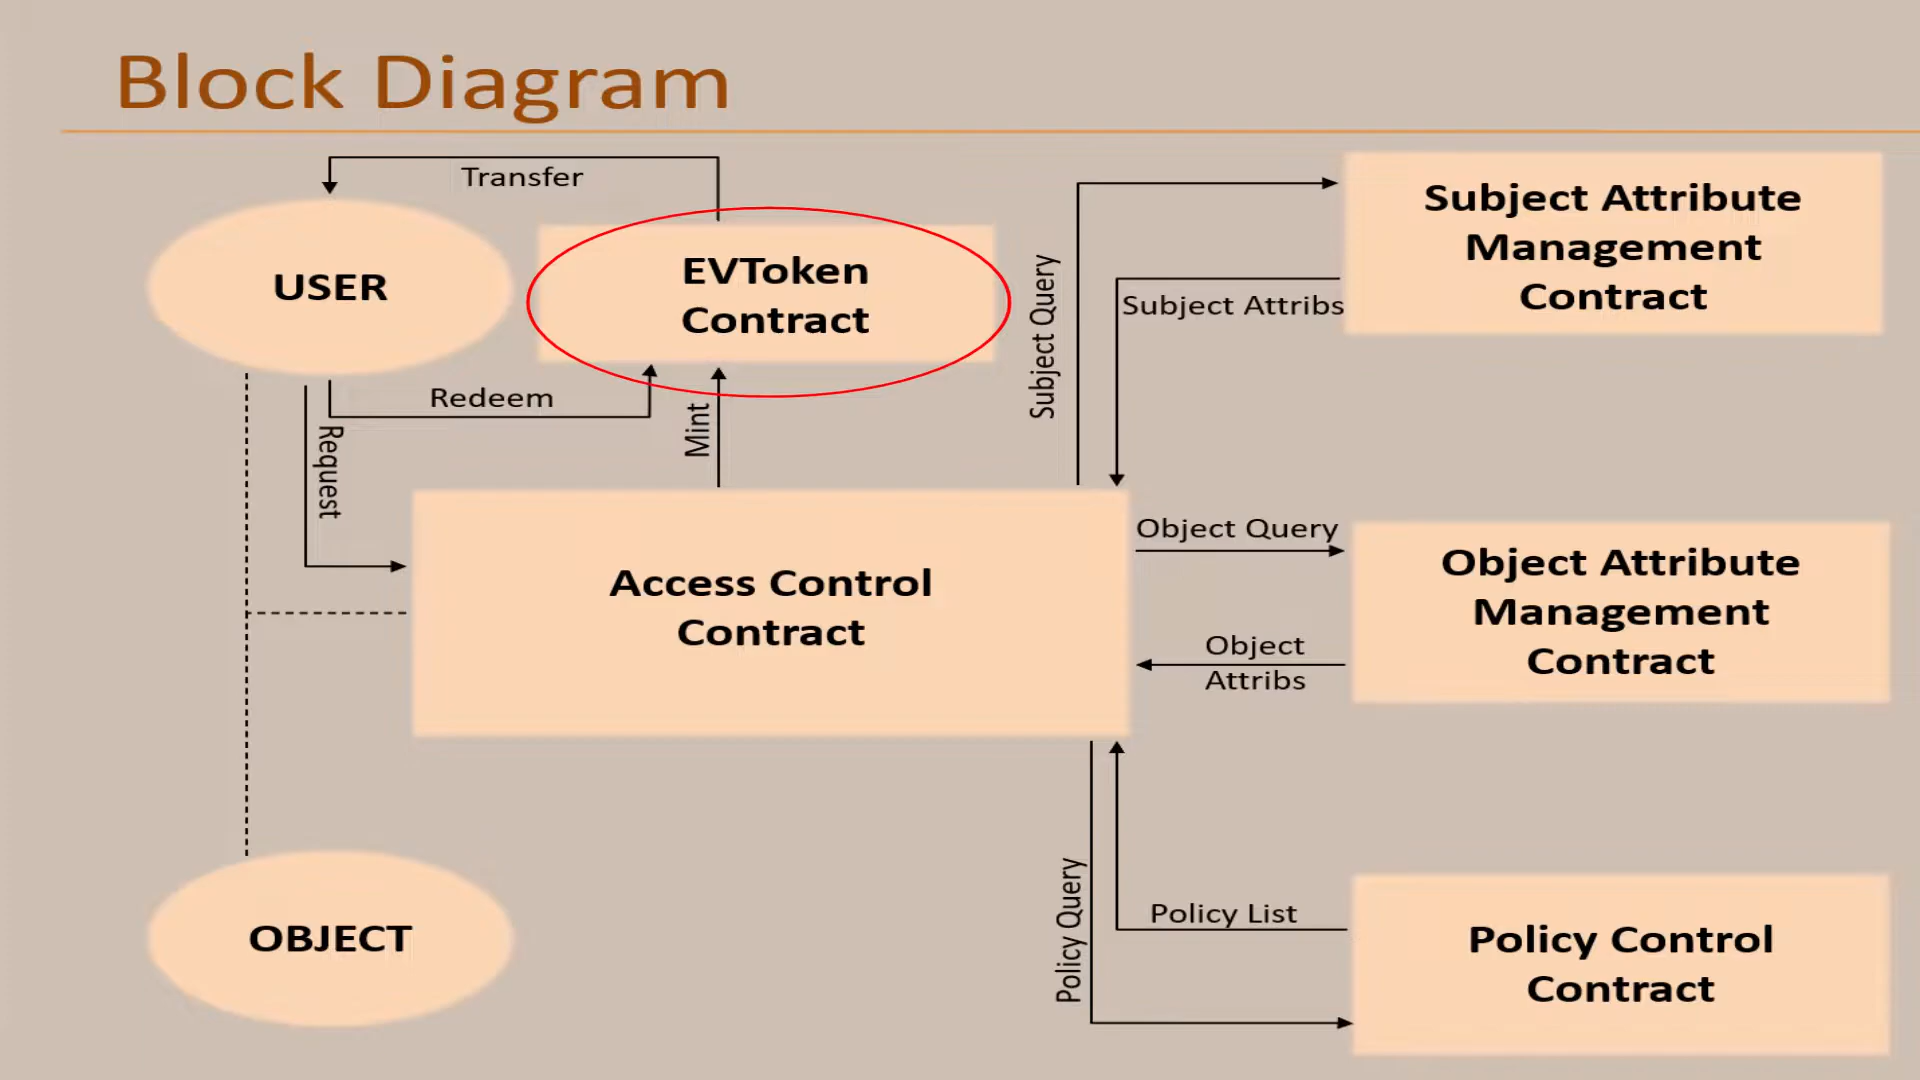 Block Diagram
Transfer
USER
EVToken
Contract
Redeem
Request
Mint
Subject Query
Subject Attribs
Subject Attribute
Management
Contract
Access Control
Contract
Object Query
Object
Attribs
Object Attribute
Management
Contract
OBJECT
Policy Query
Policy List
Policy Control
Contract